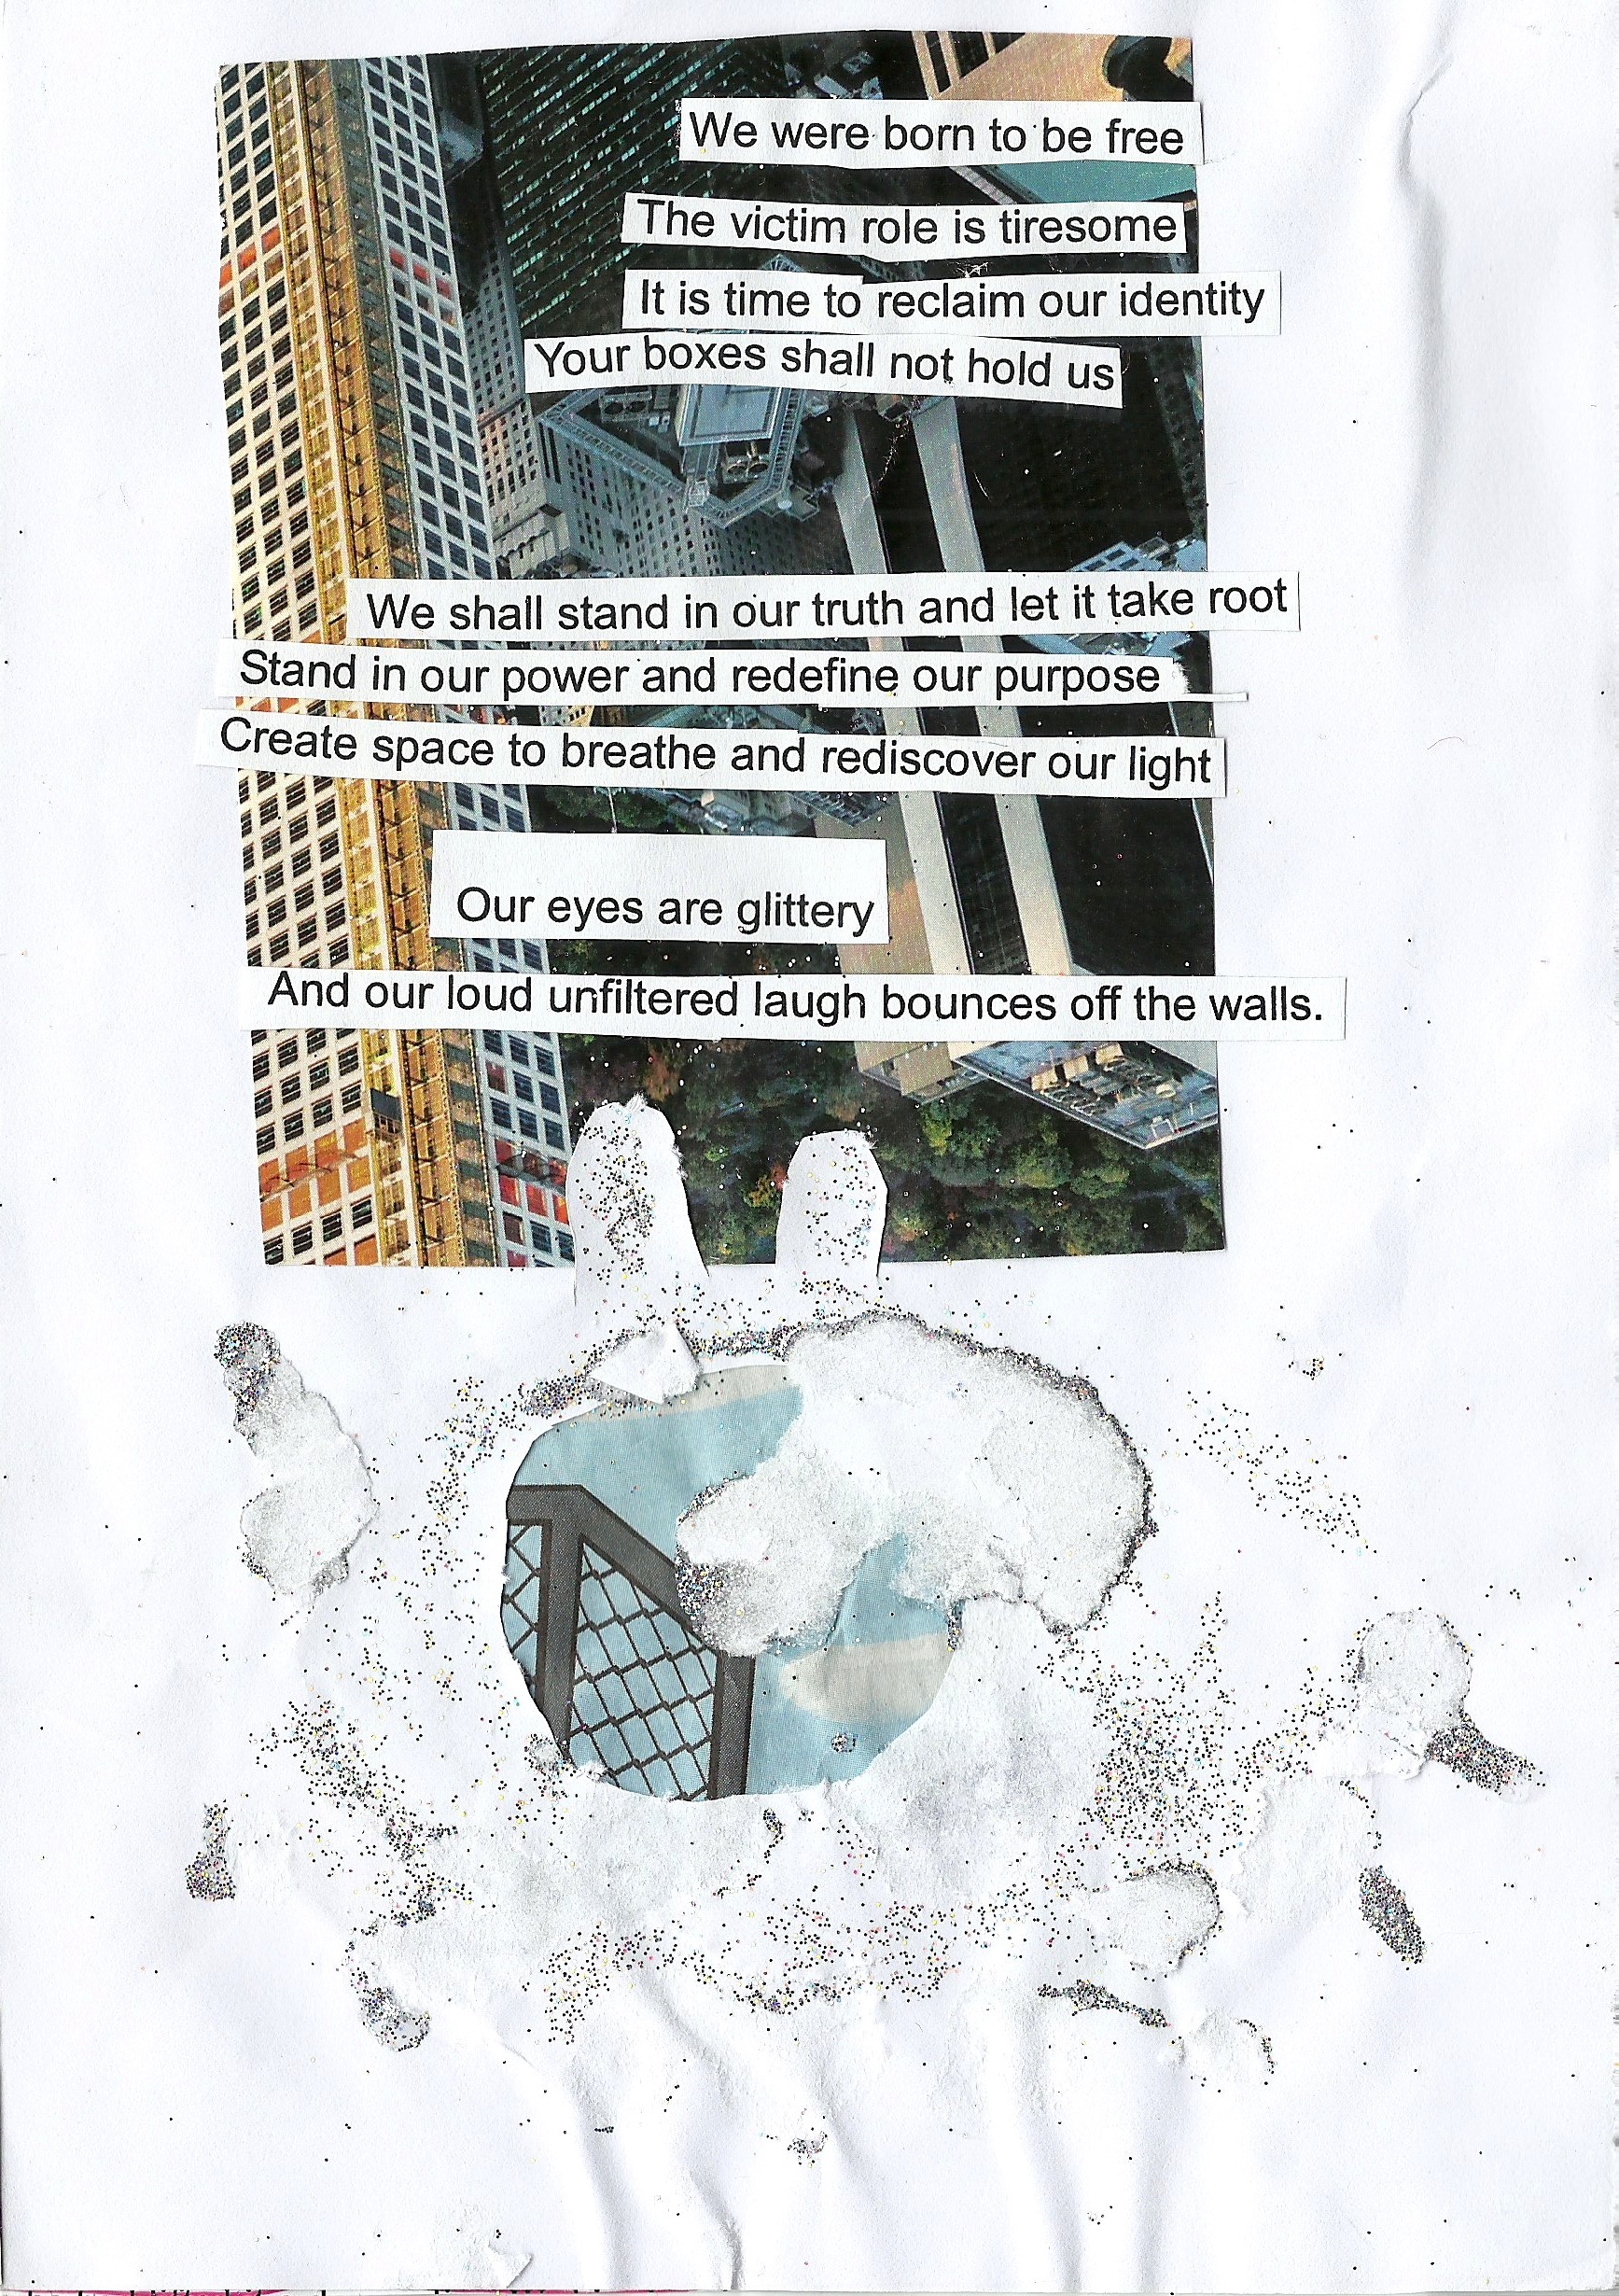 We were born to be free
The victim role is tiresome
It is time to reclaim our identity
Your boxes shall not hold us
We shall stand in our truth and let it take root
Stand in our power and redefine our purpose
Create space to breathe and rediscover our light
Our eyes are glittery
And our loud unfiltered laugh bounces off the walls.